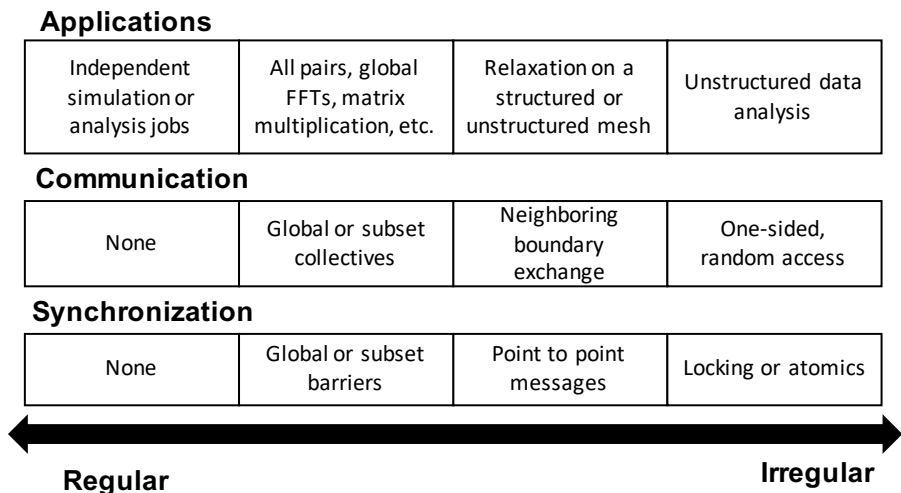 Applications
Independent
simulation or
analysis jobs
All pairs, global
FFTs, matrix
multiplication, etc.
Relaxation on a
structured or
unstructured mesh
Unstructured data
analysis
Communication
None
Global or subset
collectives
Neighboring
boundary
exchange
One-sided,
random access
Synchronization
None
Global or subset
barriers
Point to point
messages
Locking or atomics
Regular
Irregular